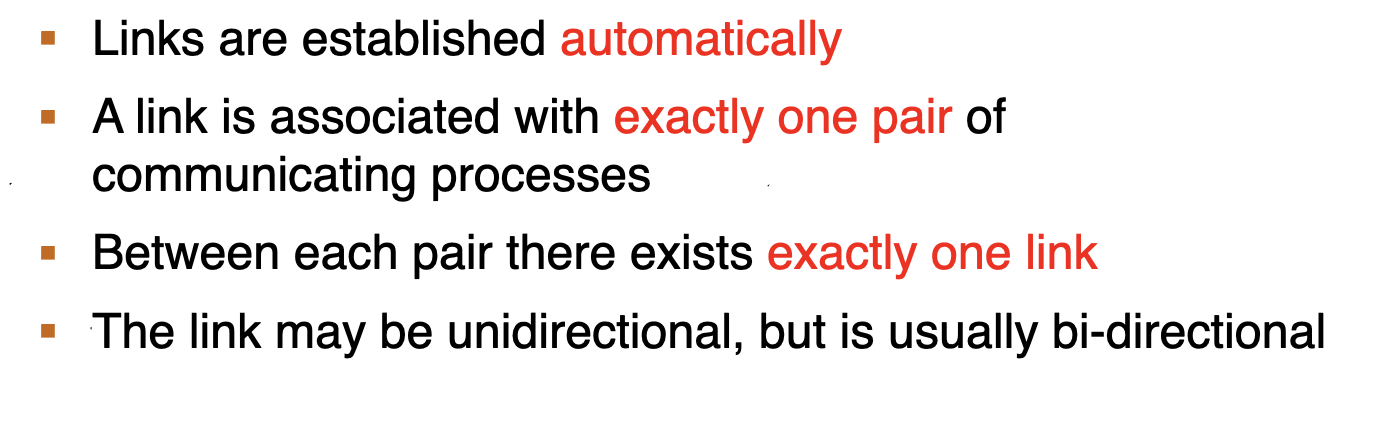 ▪ Links are established automatically
▪ A link is associated with exactly one pair of
communicating processes
▪ Between each pair there exists exactly one link
▪ The link may be unidirectional, but is usually bi-directional